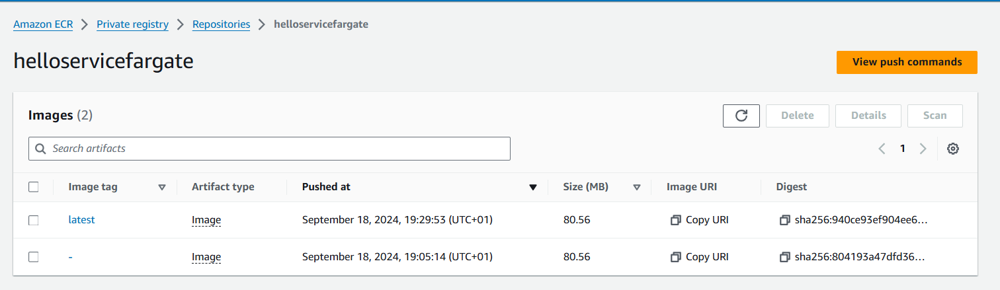 Amazon ECR > Private registry > Repositories > helloservicefargate
helloservicefargate
View push commands
Images (2)
Delete Details Scan
Search artifacts
1
Image tag Artifact type Pushed at Size (MB) Image URI Digest
latest Image September 18, 2024, 19:29:53 (UTC+01) 80.56 Copy URI sha256:940ce93ef904ee6...
- Image September 18, 2024, 19:05:14 (UTC+01) 80.56 Copy URI sha256:804193a47dfd36...